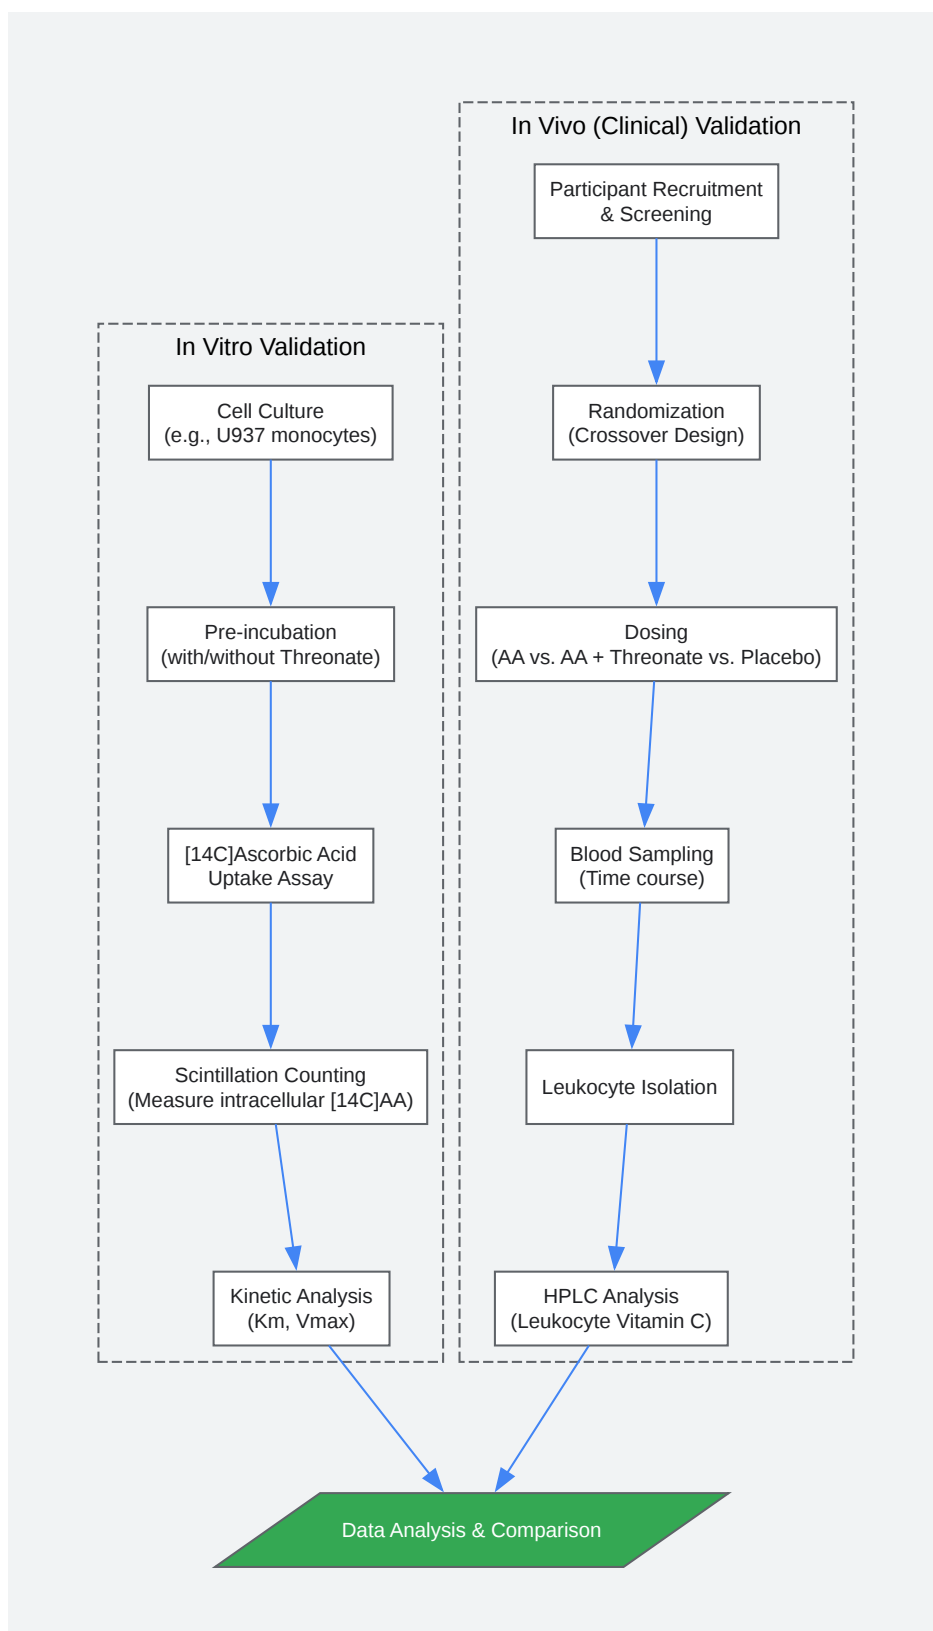 In Vitro Validation
Cell Culture
(e.g., U937 monocytes)
Pre-incubation
(with/without Threonate)
[14C]Ascorbic Acid
Uptake Assay
Scintillation Counting
(Measure intracellular [14C]AA)
Kinetic Analysis
(Km, Vmax)
In Vivo (Clinical) Validation
Participant Recruitment
& Screening
Randomization
(Crossover Design)
Dosing
(AA vs. AA + Threonate vs. Placebo)
Blood Sampling
(Time course)
Leukocyte Isolation
HPLC Analysis
(Leukocyte Vitamin C)
Data Analysis & Comparison